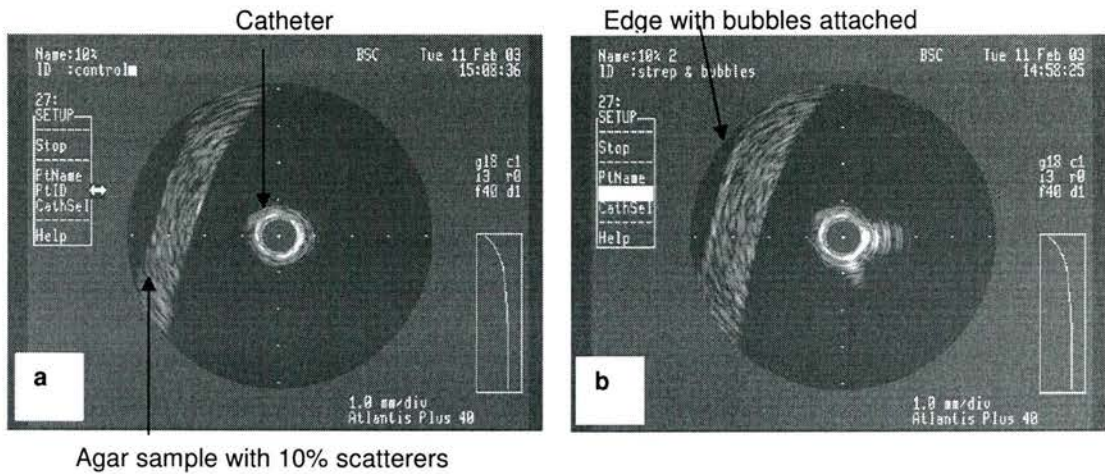 Catheter
Edge with bubbles attached
Name:10%
ID :control
BSC
Tue 11 Feb 03
15:08:36
27:
SETUP
Stop
PtName
PtID
CathSel
Help
g18 c1
i3 r0
f40 d1
1.0 mm/div
Atlantis Plus 40
a
Name:10% 2
ID :strep & bubbles
BSC
Tue 11 Feb 03
14:58:25
27:
SETUP
Stop
PtName
CathSel
Help
g18 c1
i3 r0
f40 d1
1.0 mm/div
Atlantis Plus 40
b
Agar sample with 10% scatterers